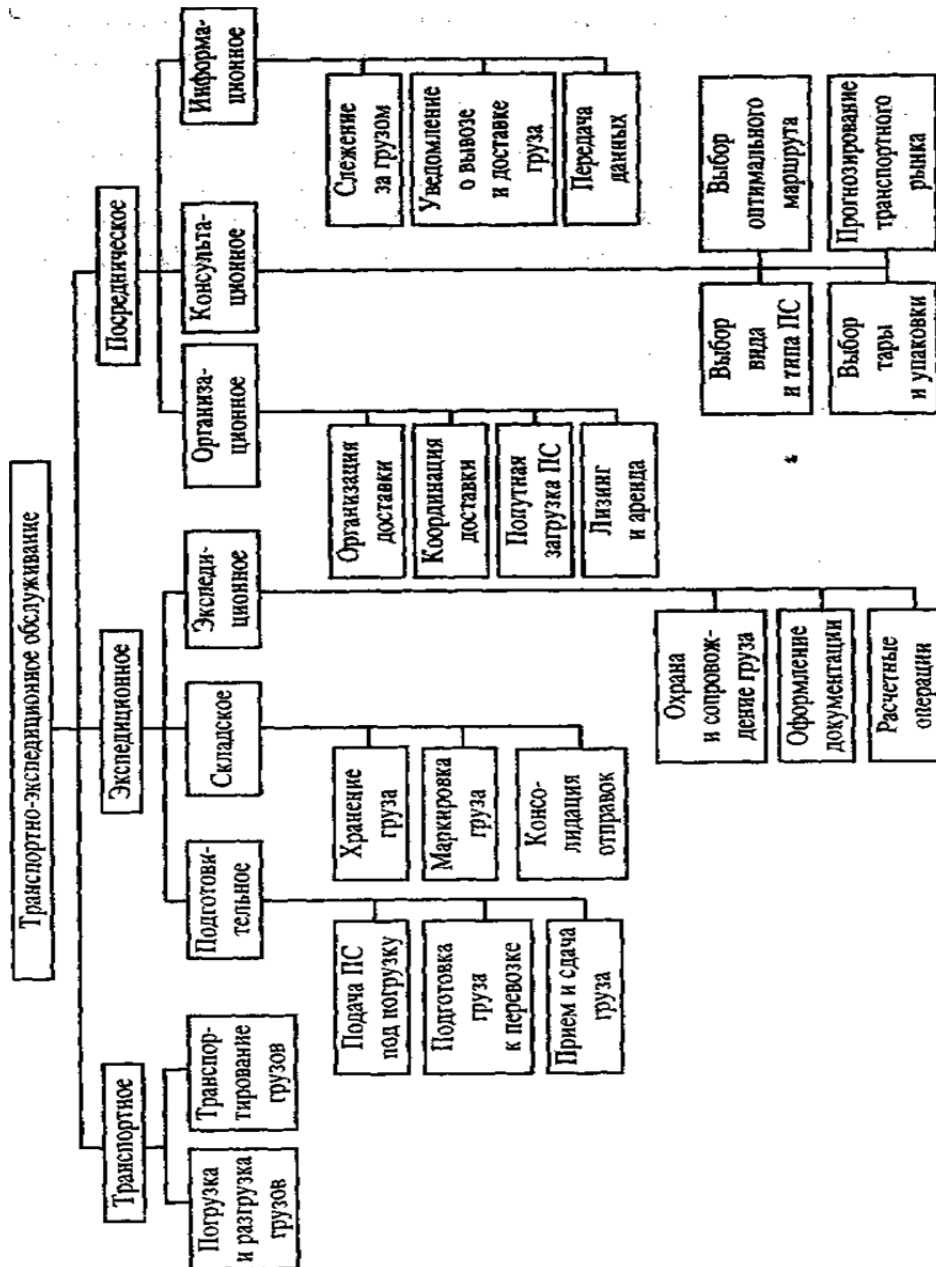 Транспортно-экспедиционное обслуживание
Транспортное
Экспедиционное
Посредническое
Погрузка
и разгрузка
грузов
Транспор-
тирование
грузов
Подготови-
тельное
Складское
Экспеди-
ционное
Организа-
ционное
Консульта-
ционное
Информа-
ционное
Подача ПС
под погрузку
Подготовка
груза
к перевозке
Прием и сдача
груза
Хранение
груза
Маркировка
груза
Консо-
лидация
отправок
Охрана
и сопровож-
дение груза
Оформление
документации
Расчетные
операции
Организация
доставки
Координация
доставки
Попутная
загрузка ПС
Лизинг
и аренда
Выбор
вида
и типа ПС
Выбор
оптимального
маршрута
Выбор
тары
и упаковки
Прогнозирование
транспортного
рынка
Слежение
за грузом
Уведомление
о вывозе
и доставке
груза
Передача
данных